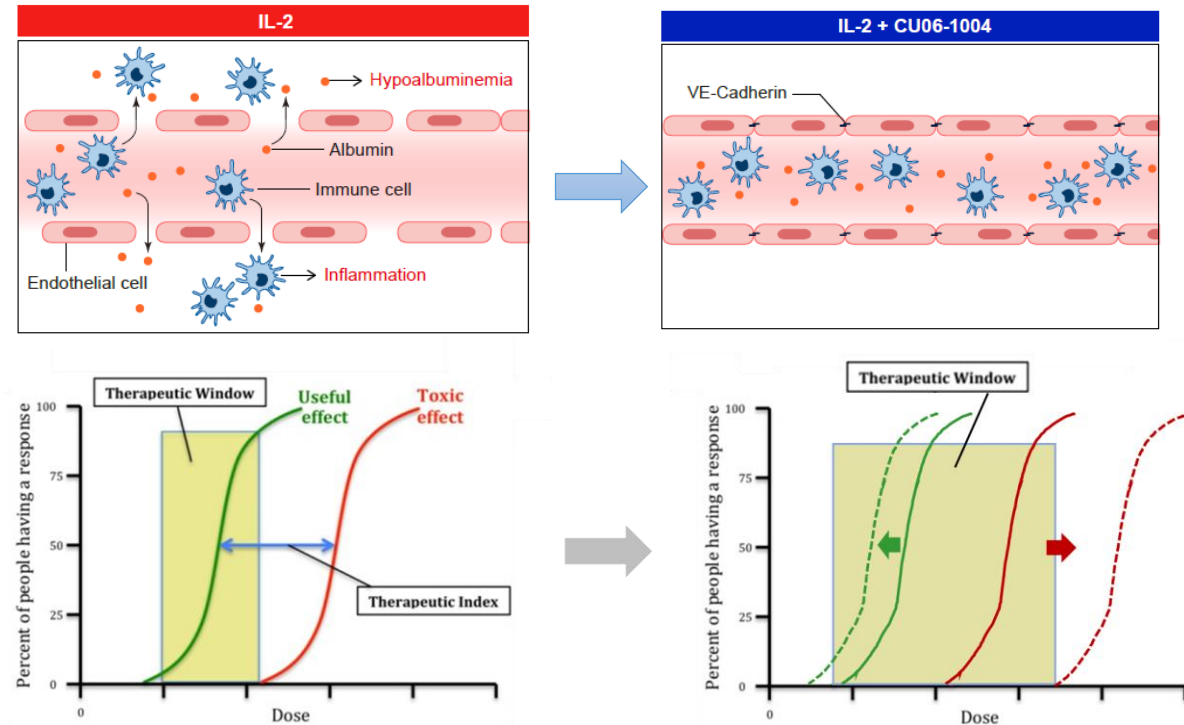 IL-2
Hypoalbuminemia
Albumin
Immune cell
Endothelial cell
Inflammation
IL-2 + CU06-1004
VE-Cadherin
Therapeutic Window
Useful
effect
Toxic
effect
Percent of people having a response
100
75
50
25
0
Therapeutic Index
0
Dose
Therapeutic Window
Percent of people having a response
100
75
50
25
0
0
Dose